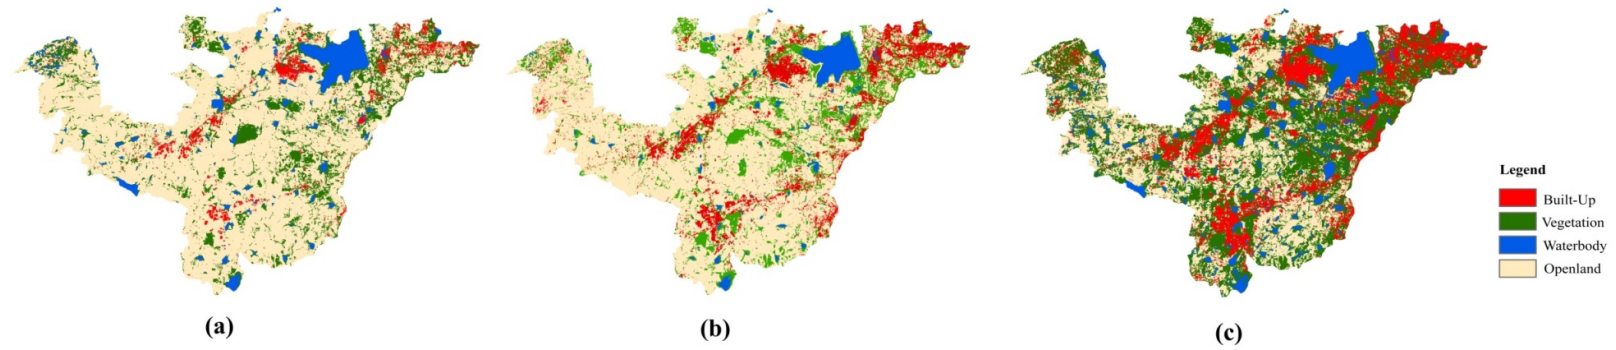 Legend
Built-Up
Vegetation
Waterbody
Openland
(a)
(b)
(c)